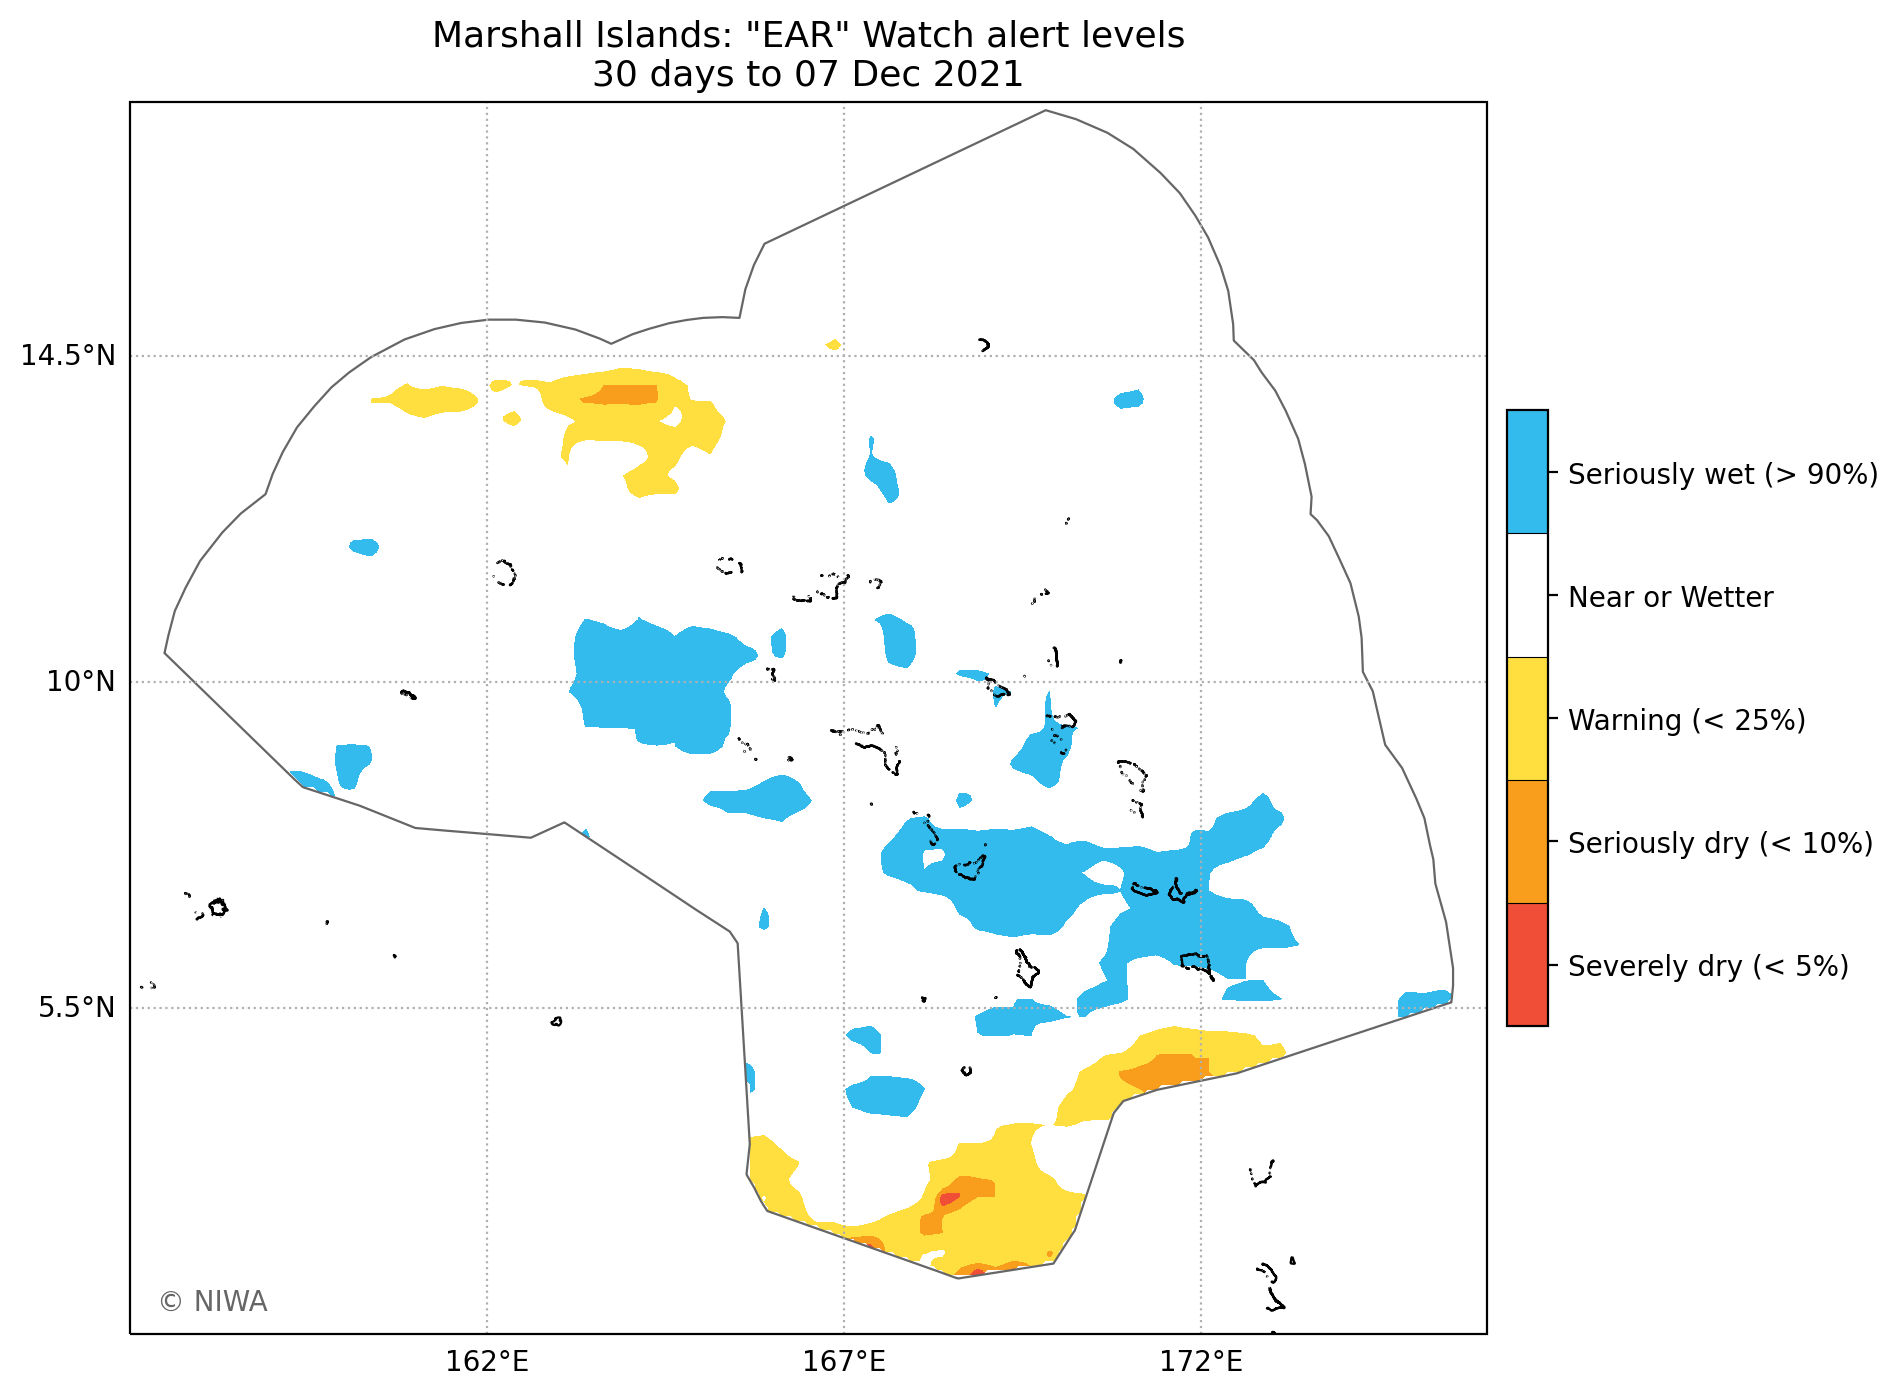 Marshall Islands: "EAR" Watch alert levels
30 days to 07 Dec 2021
14.5°N
10°N
5.5°N
162°E
167°E
172°E
Seriously wet (> 90%)
Near or Wetter
Warning (< 25%)
Seriously dry (< 10%)
Severely dry (< 5%)
© NIWA